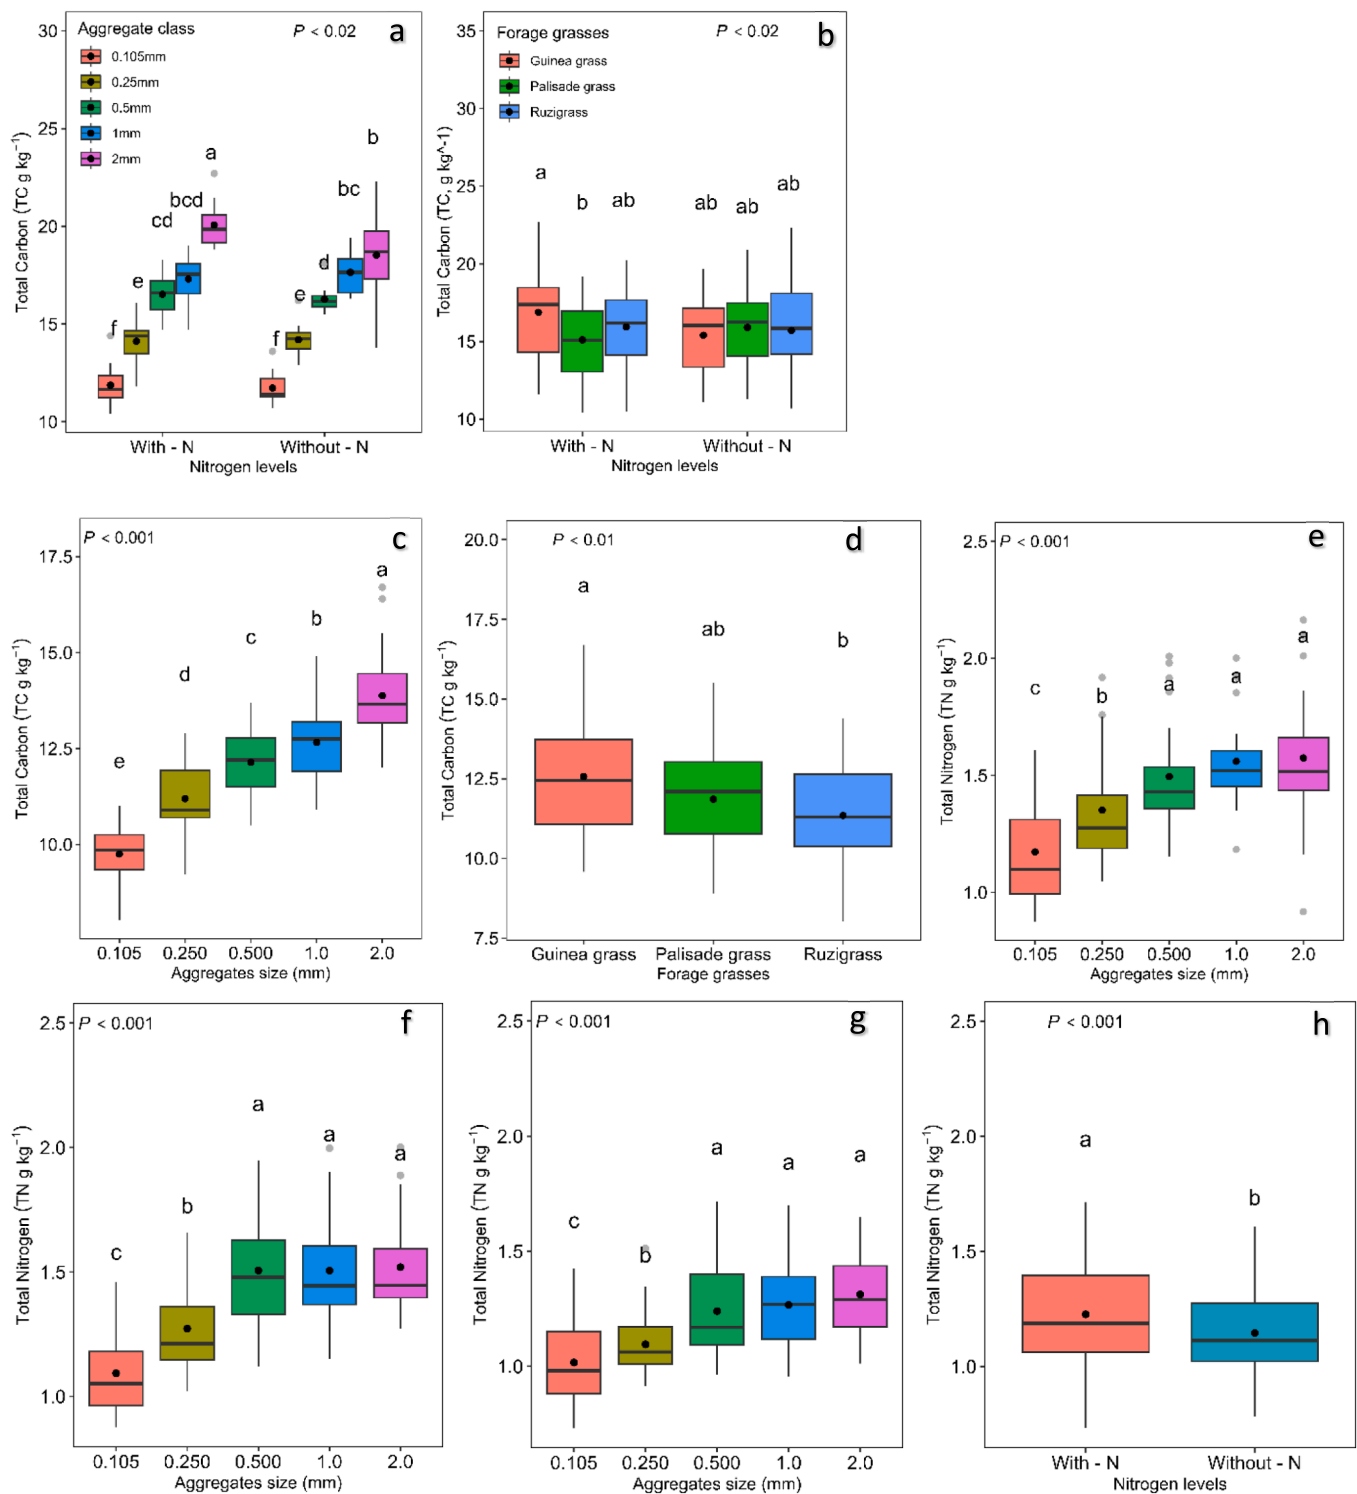 Aggregate class
P < 0.02
a
0.105mm
0.25mm
0.5mm
1mm
2mm
30
25
20
15
10
Total Carbon (TC g kg⁻¹)
f
e
cd
bcd
a
f
e
d
bc
b
With - N
Without - N
Nitrogen levels
Forage grasses
P < 0.02
b
Guinea grass
Palisade grass
Ruzigrass
35
30
25
20
15
10
Total Carbon (TC, g kg^-1)
a
b
ab
ab
ab
ab
With - N
Without - N
Nitrogen levels
P < 0.001
c
17.5
15.0
12.5
10.0
Total Carbon (TC g kg⁻¹)
e
d
c
b
a
0.105
0.250
0.500
1.0
2.0
Aggregates size (mm)
P < 0.01
d
20.0
17.5
15.0
12.5
10.0
7.5
Total Carbon (TC g kg⁻¹)
a
ab
b
Guinea grass
Palisade grass
Ruzigrass
Forage grasses
P < 0.001
e
2.5
2.0
1.5
1.0
Total Nitrogen (TN g kg⁻¹)
c
b
a
a
a
0.105
0.250
0.500
1.0
2.0
Aggregates size (mm)
P < 0.001
f
2.5
2.0
1.5
1.0
Total Nitrogen (TN g kg⁻¹)
c
b
a
a
a
0.105
0.250
0.500
1.0
2.0
Aggregates size (mm)
P < 0.001
g
2.5
2.0
1.5
1.0
Total Nitrogen (TN g kg⁻¹)
c
b
a
a
a
0.105
0.250
0.500
1.0
2.0
Aggregates size (mm)
P < 0.001
h
2.5
2.0
1.5
1.0
Total Nitrogen (TN g kg⁻¹)
a
b
With - N
Without - N
Nitrogen levels